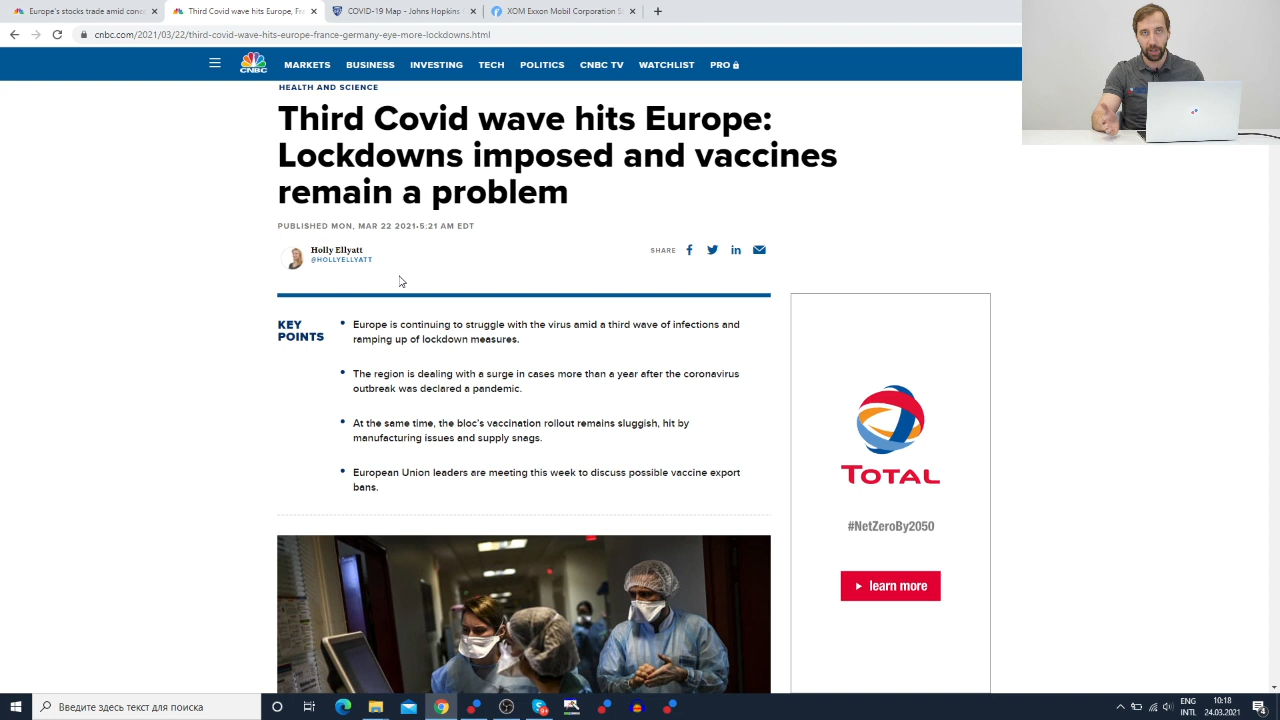 Europe's stocks trade amid conc
Third Covid wave hits Europe, Fr
COVID-19 Map - Johns Hopkins
XOM Exxon Mobil Corporation S
cnbc.com/2021/03/22/third-covid-wave-hits-europe-france-germany-eye-more-lockdowns.html
CNBC
MARKETS BUSINESS INVESTING TECH POLITICS CNBC TV WATCHLIST PRO
HEALTH AND SCIENCE
Third Covid wave hits Europe:
Lockdowns imposed and vaccines
remain a problem
PUBLISHED MON, MAR 22 2021•5:21 AM EDT
Holly Ellyatt
@HOLLYELLYATT
SHARE
KEY
POINTS
Europe is continuing to struggle with the virus amid a third wave of infections and
ramping up of lockdown measures.
The region is dealing with a surge in cases more than a year after the coronavirus
outbreak was declared a pandemic.
At the same time, the bloc's vaccination rollout remains sluggish, hit by
manufacturing issues and supply snags.
European Union leaders are meeting this week to discuss possible vaccine export
bans.
TOTAL
#NetZeroBy2050
learn more
Введите здесь текст для поиска
ENG
INTL
10:18
24.03.2021